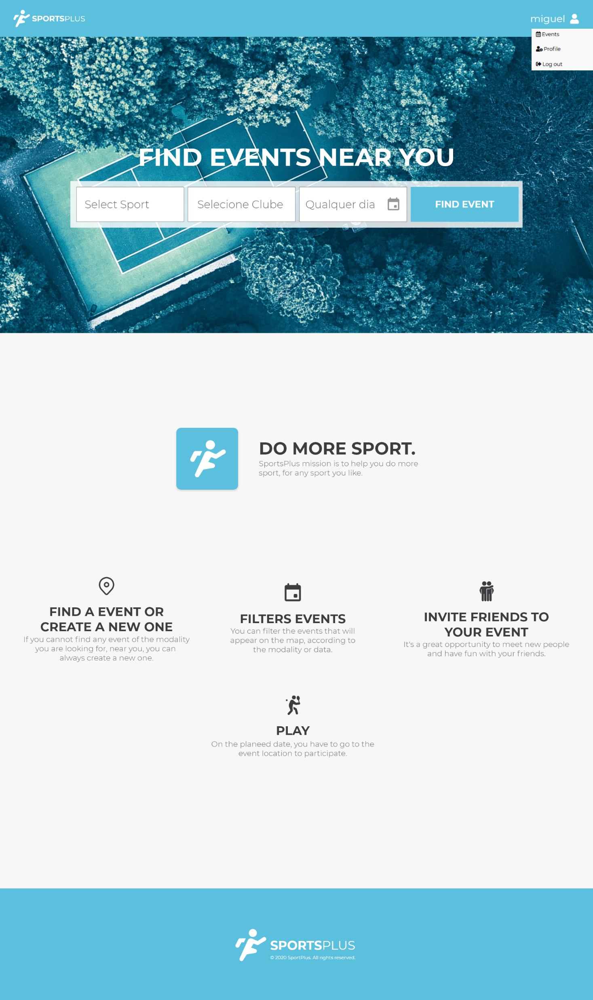 SPORTSPLUS
miguel
Events
Profile
Log out
FIND EVENTS NEAR YOU
Select Sport
Selecione Clube
Qualquer dia
FIND EVENT
DO MORE SPORT.
SportsPlus mission is to help you do more
sport, for any sport you like.
FIND A EVENT OR
CREATE A NEW ONE
If you cannot find any event of the modality
you are looking for, near you, you can
always create a new one.
FILTERS EVENTS
You can filter the events that will
appear on the map, according to
the modality or data.
INVITE FRIENDS TO
YOUR EVENT
It's a great opportunity to meet new people
and have fun with your friends.
PLAY
On the planeed date, you have to go to the
event location to participate.
SPORTSPLUS
© 2020 SportPlus. All rights reserved.